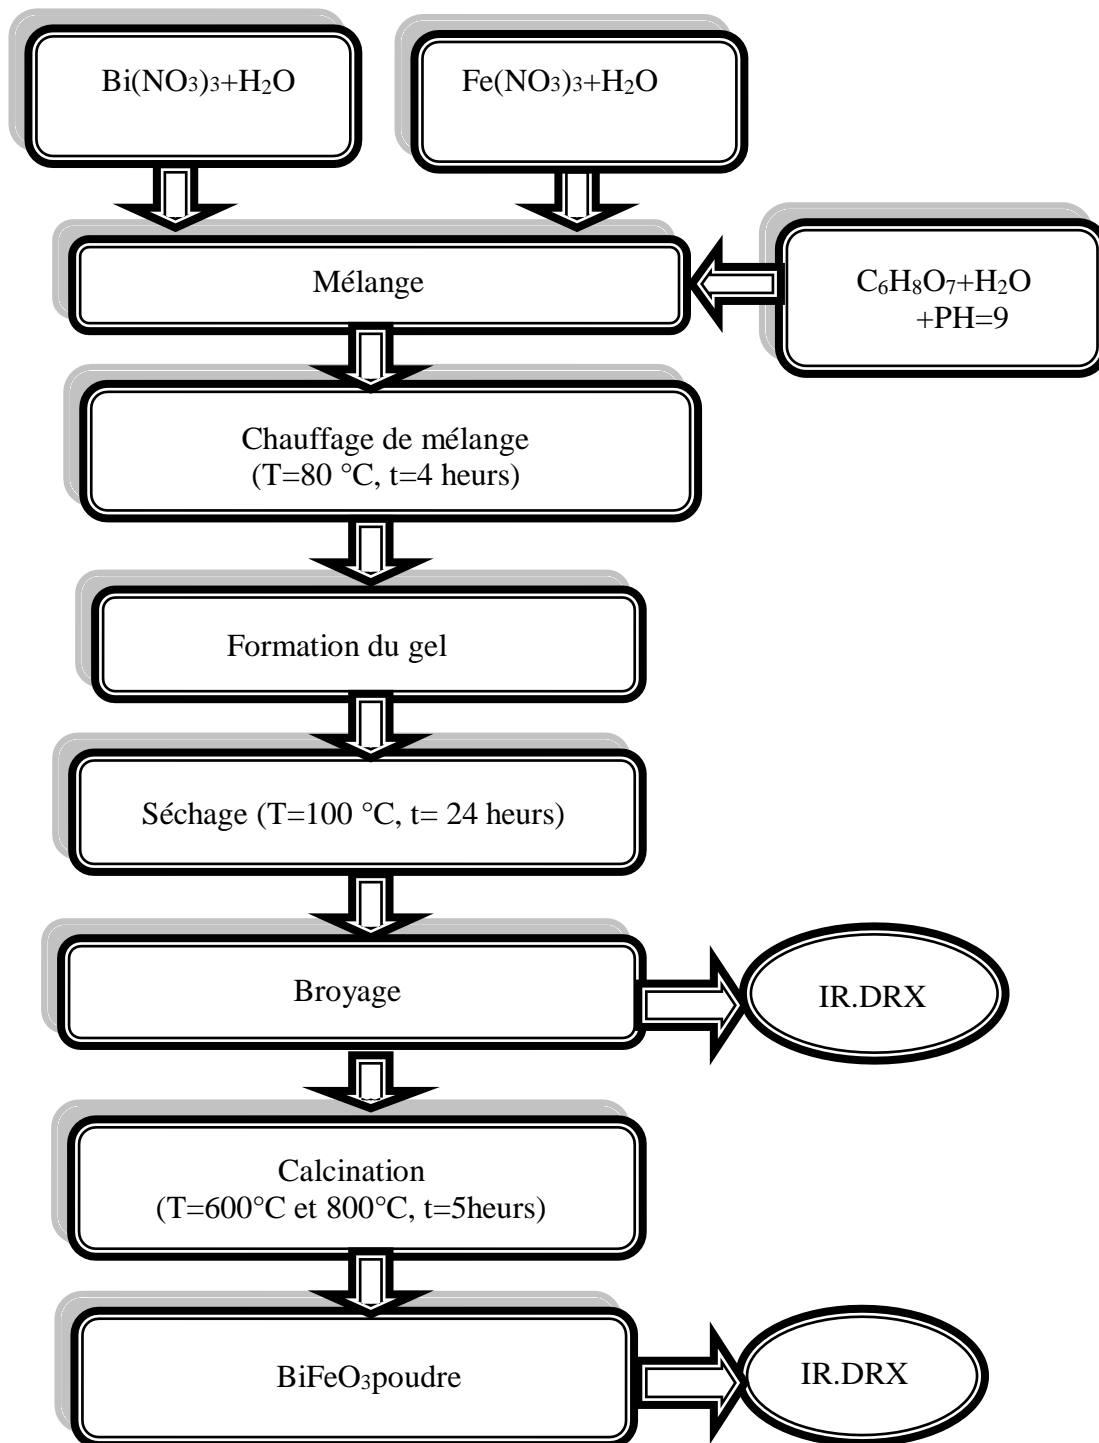 Bi(NO₃)₃+H₂O
Fe(NO₃)₃+H₂O
Mélange
C₆H₈O₇+H₂O
+PH=9
Chauffage de mélange
(T=80 °C, t=4 heurs)
Formation du gel
Séchage (T=100 °C, t= 24 heurs)
Broyage
IR.DRX
Calcination
(T=600°C et 800°C, t=5heurs)
BiFeO₃poudre
IR.DRX